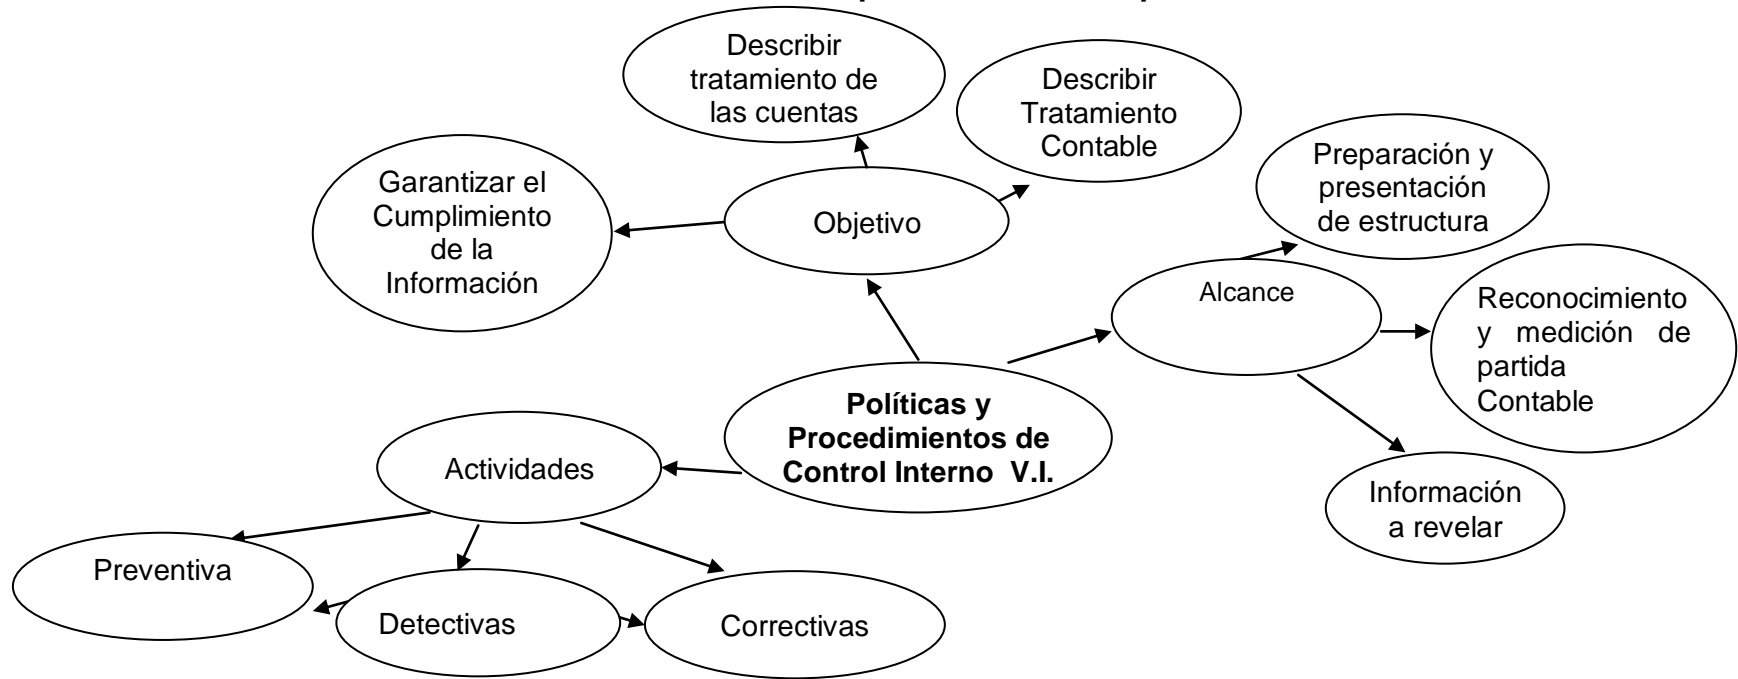 Describir
tratamiento de
las cuentas
Describir
Tratamiento
Contable
Garantizar el
Cumplimiento
de la
Información
Objetivo
Preparación y
presentación
de estructura
Alcance
Reconocimiento
y medición de
partida
Contable
Políticas y
Procedimientos de
Control Interno V.I.
Actividades
Información
a revelar
Preventiva
Detectivas
Correctivas